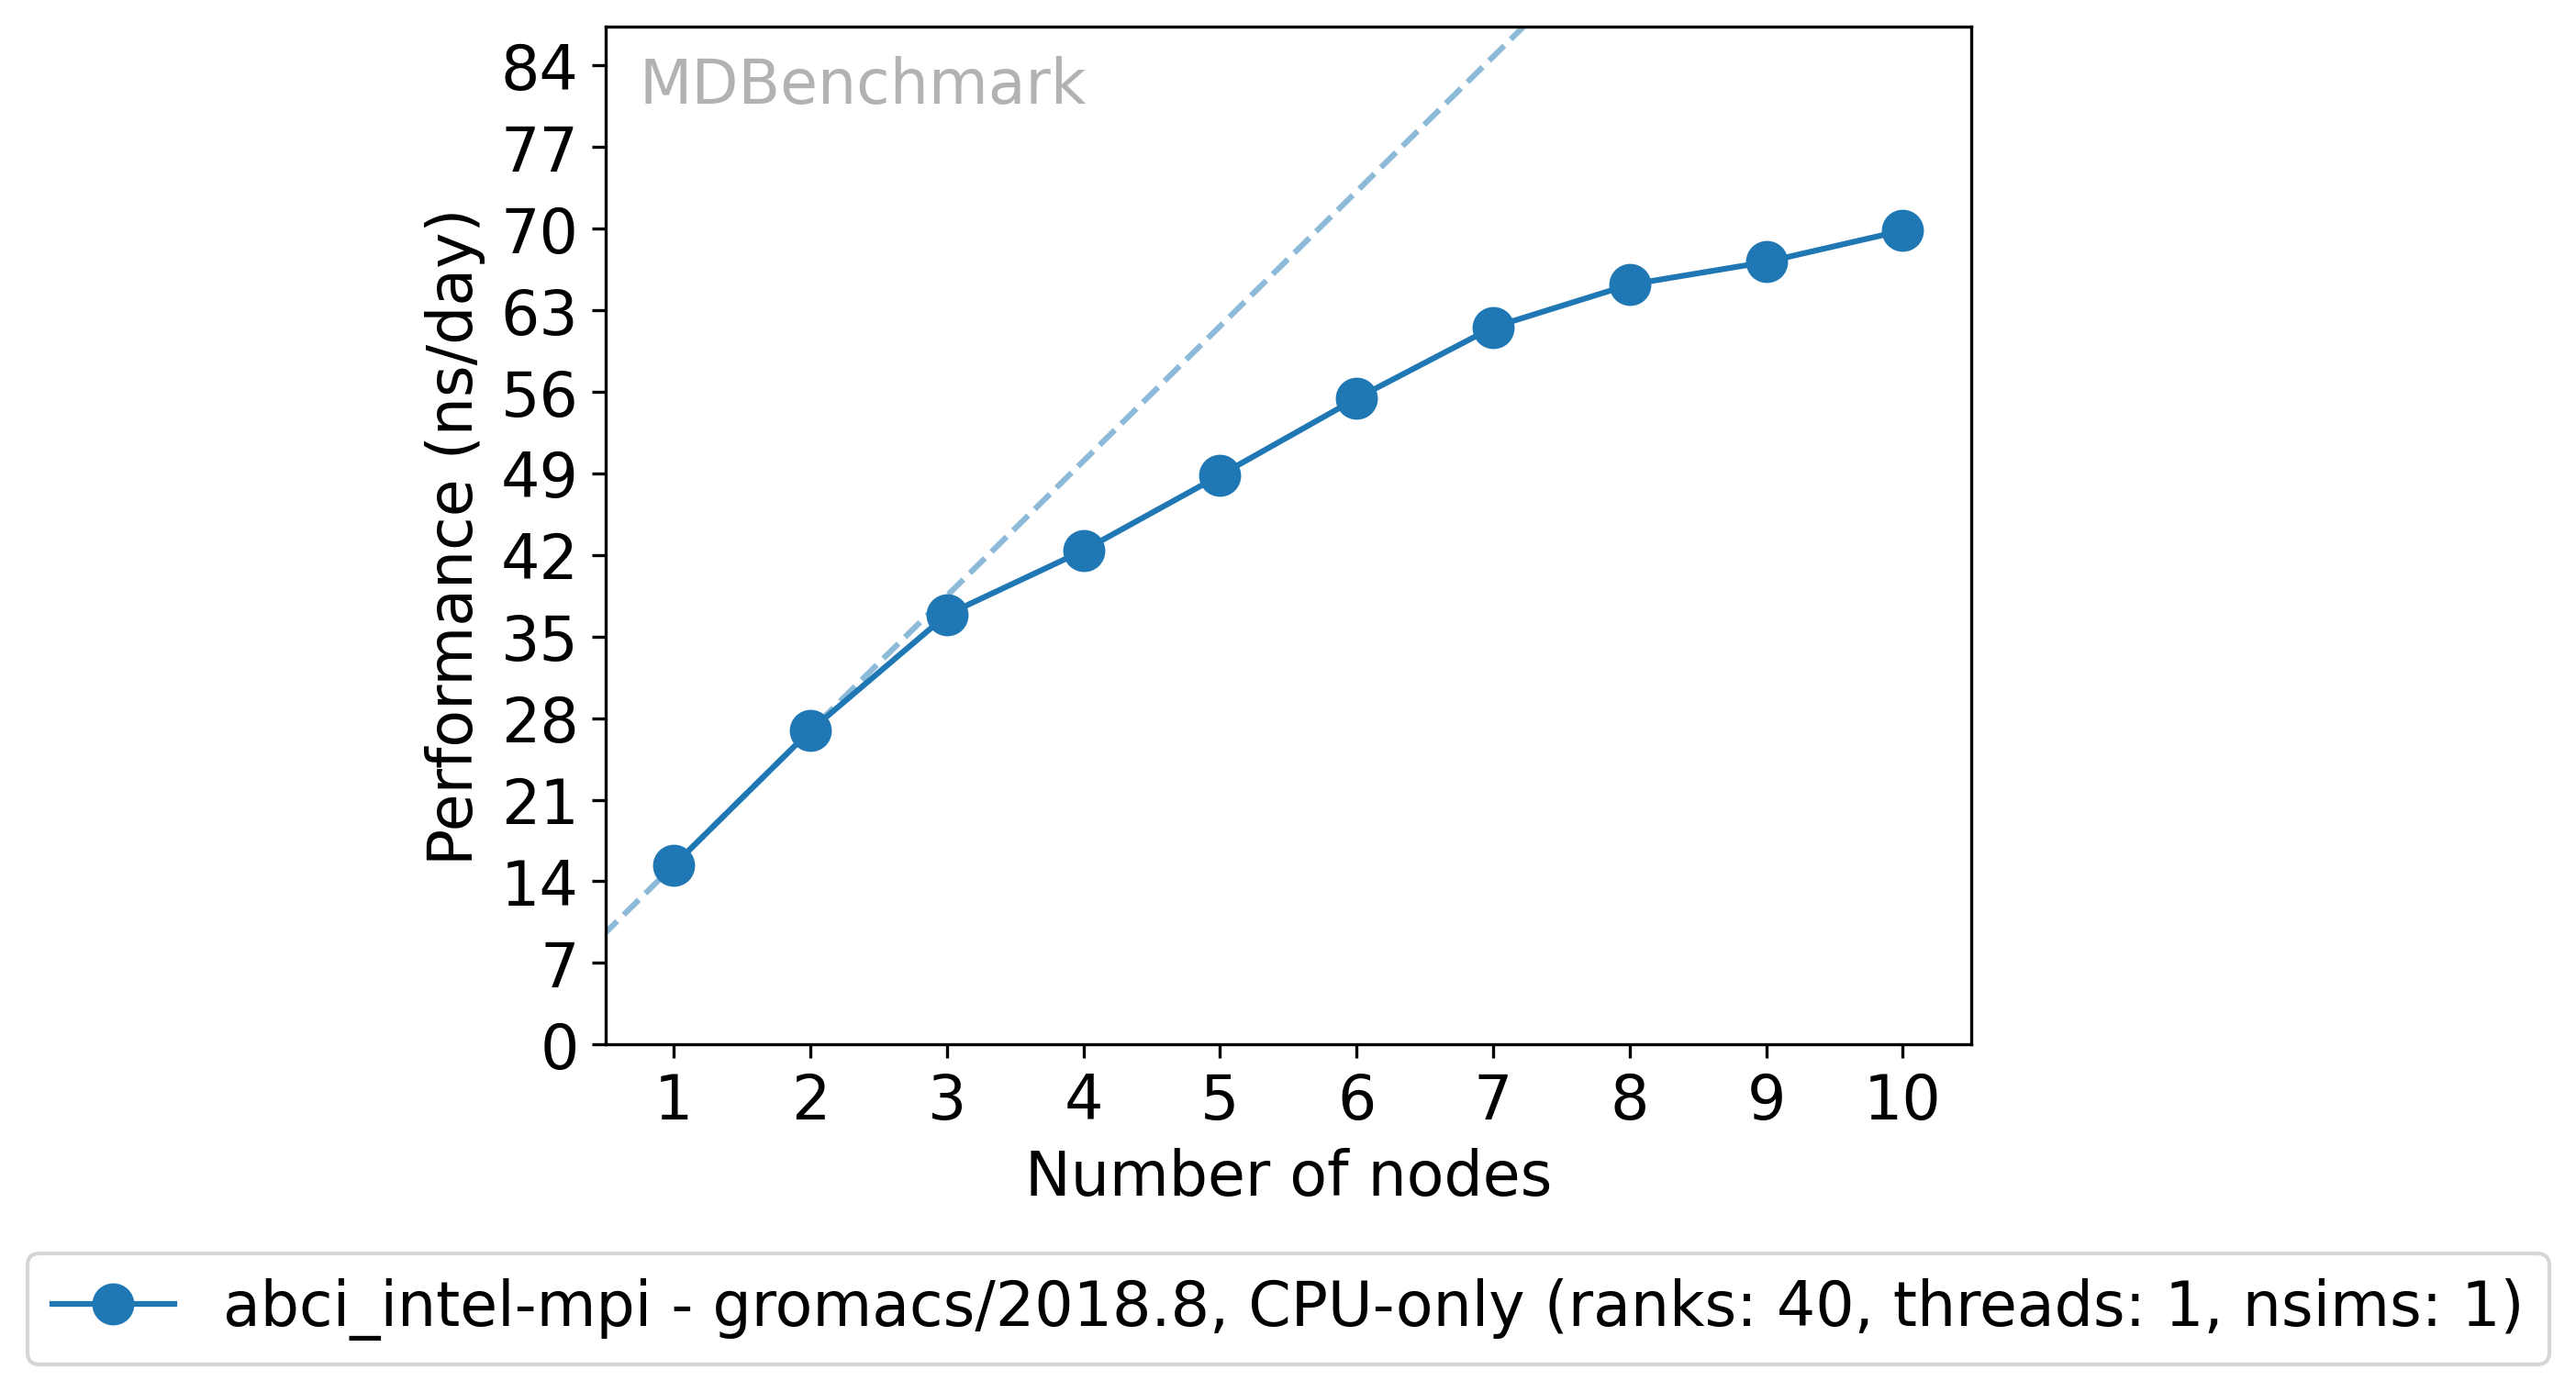 MDBenchmark
84
77
70
63
56
49
42
35
28
21
14
7
0
Performance (ns/day)
1 2 3 4 5 6 7 8 9 10
Number of nodes
abci_intel-mpi - gromacs/2018.8, CPU-only (ranks: 40, threads: 1, nsims: 1)